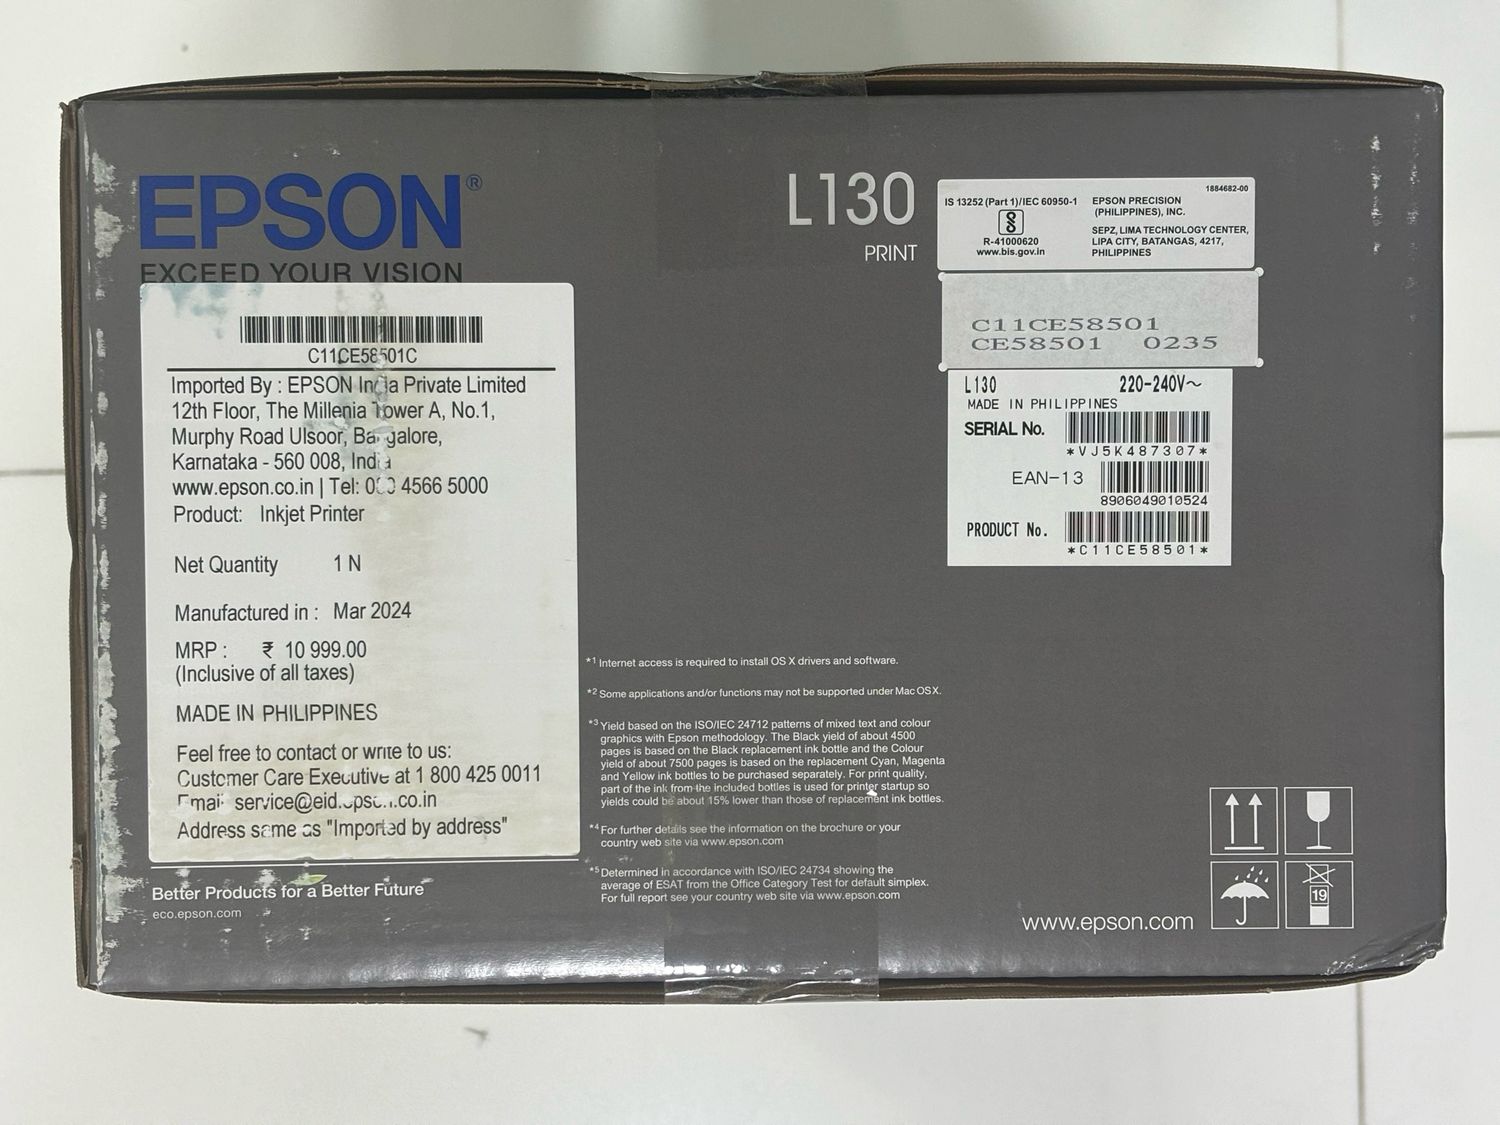 EPSON®
EXCEED YOUR VISION
C11CE58501C
Imported By : EPSON India Private Limited
12th Floor, The Millenia Tower A, No.1,
Murphy Road Ulsoor, Bangalore,
Karnataka - 560 008, India
www.epson.co.in | Tel: 080 4566 5000
Product: Inkjet Printer
Net Quantity 1 N
Manufactured in : Mar 2024
MRP : ₹ 10 999.00
(Inclusive of all taxes)
MADE IN PHILIPPINES
Feel free to contact or write to us:
Customer Care Executive at 1 800 425 0011
Email service@eid.epson.co.in
Address same as "Imported by address"
Better Products for a Better Future
eco.epson.com
L130
PRINT
1884682-00
IS 13252 (Part 1)/IEC 60950-1
R-41000620
www.bis.gov.in
EPSON PRECISION
(PHILIPPINES), INC.
SEPZ, LIMA TECHNOLOGY CENTER,
LIPA CITY, BATANGAS, 4217,
PHILIPPINES
C11CE58501
CE58501 0235
L130 220-240V~
MADE IN PHILIPPINES
SERIAL No.
*VJ5K487307*
EAN-13
8906049010524
PRODUCT No.
*C11CE58501*
*1 Internet access is required to install OS X drivers and software.
*2 Some applications and/or functions may not be supported under Mac OS X.
*3 Yield based on the ISO/IEC 24712 patterns of mixed text and colour
graphics with Epson methodology. The Black yield of about 4500
pages is based on the Black replacement ink bottle and the Colour
yield of about 7500 pages is based on the replacement Cyan, Magenta
and Yellow ink bottles to be purchased separately. For print quality,
part of the ink from the included bottles is used for printer startup so
yields could be about 15% lower than those of replacement ink bottles.
*4 For further details see the information on the brochure or your
country web site via www.epson.com
*5 Determined in accordance with ISO/IEC 24734 showing the
average of ESAT from the Office Category Test for default simplex.
For full report see your country web site via www.epson.com
www.epson.com
19